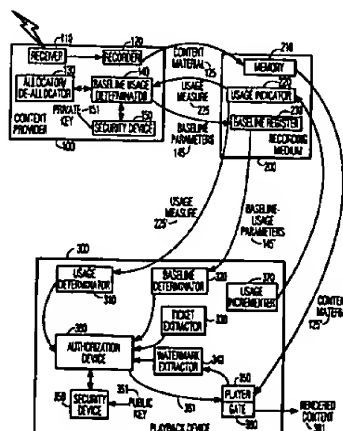 110
120
RECEIVER
RECORDER
CONTENT
MATERIAL
125
210
MEMORY
130
140
ALLOCATOR/
DE-ALLOCATOR
BASELINE USAGE
DETERMINATOR
PRIVATE
KEY
151
150
SECURITY DEVICE
CONTENT
PROVIDER
100
USAGE
MEASURE
225
BASELINE
PARAMETERS
145
220
USAGE INDICATOR
230
BASELINE REGISTER
RECORDING
MEDIUM
200
USAGE
MEASURE
225
BASELINE-
USAGE
PARAMETERS
145
CONTENT
MATERIAL
125
300
USAGE
DETERMINATOR
310
BASELINE
DETERMINATOR
320
USAGE
INCREMENTER
370
TICKET
EXTRACTOR
330
AUTHORIZATION
DEVICE
WATERMARK
EXTRACTOR
340
350
SECURITY
DEVICE
351
PUBLIC
KEY
361
PLAYER
GATE
PLAYBACK DEVICE
RENDERED
CONTENT
381